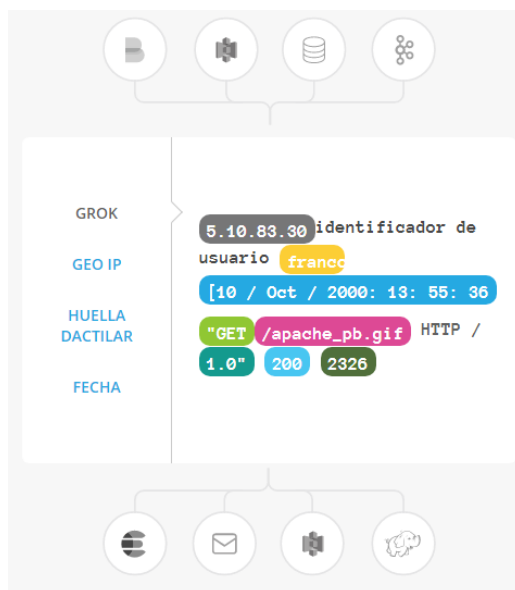 GROK
GEO IP
HUELLA
DACTILAR
FECHA
5.10.83.30 identificador de
usuario franco
[10 / Oct / 2000: 13: 55: 36
"GET /apache_pb.gif HTTP /
1.0" 200 2326